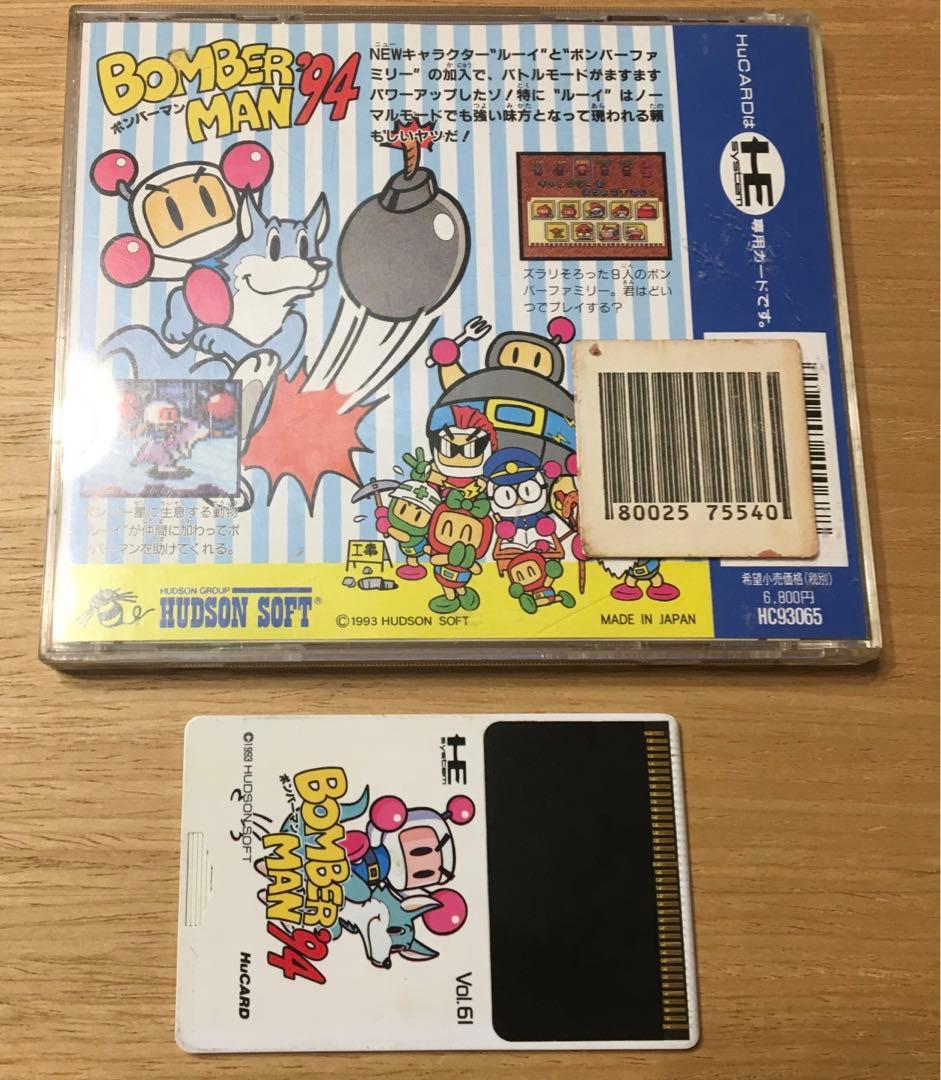 BOMBER
MAN '94
ボンバーマン
NEWキャラクター"ルーイ"と"ボンバーファ
ミリー"の加入で、バトルモードがますます
パワーアップしたゾ!特に"ルーイ"はノー
マルモードでも強い味方となって現われる頼
もしいヤツだ!
ズラリそろった9人のボン
バーファミリー。君はどい
つでプレイする?
ボンバー星に生息する動物
"ルーイ"が仲間に加わってボ
ンバーマンを助けてくれる。
工事
HUDSON GROUP
HUDSON SOFT®
©1993 HUDSON SOFT
MADE IN JAPAN
HuCARDは
HE
system
専用カードです。
80025 75540
希望小売価格(税別)
6,800円
HC93065
HE
system
BOMBER
ボンバーマン
MAN '94
©1993 HUDSON SOFT
HuCARD
Vol.61